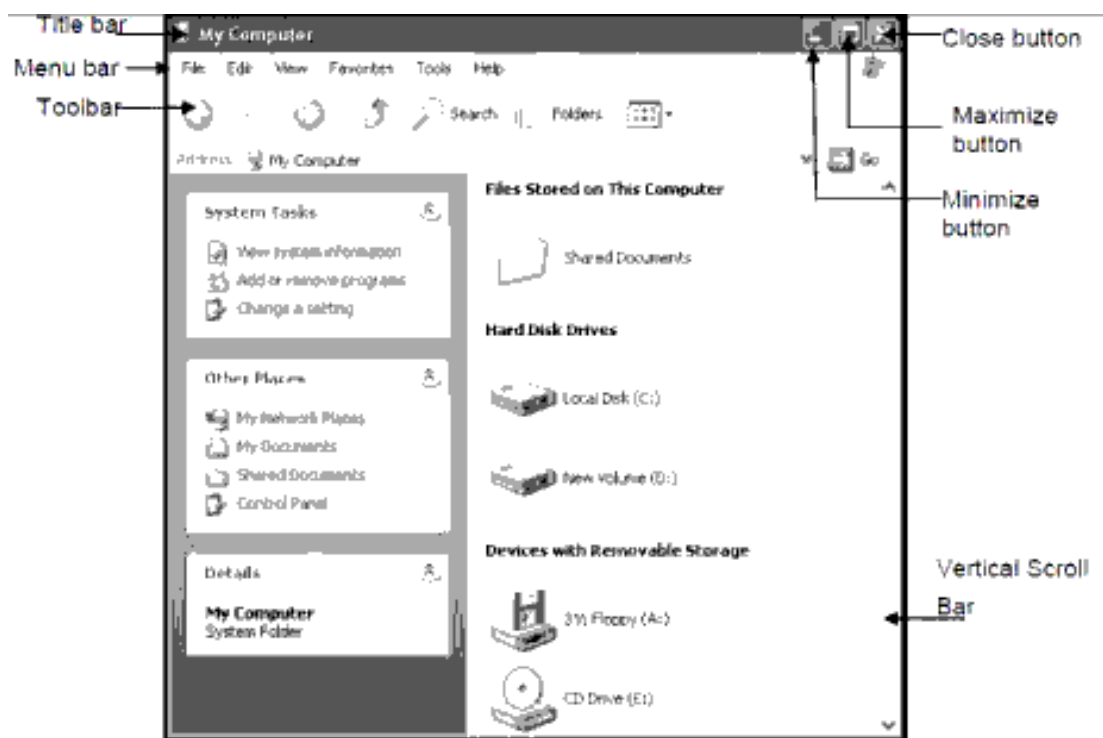 Title bar
My Computer
Close button
Menu bar
File Edit View Favorites Tools Help
Toolbar
Search Folders
Maximize
button
Address My Computer
Go
Minimize
button
System Tasks
View system information
Add or remove programs
Change a setting
Other Places
My Network Places
My Documents
Shared Documents
Control Panel
Details
My Computer
System Folder
Files Stored on This Computer
Shared Documents
Hard Disk Drives
Local Disk (C:)
New Volume (D:)
Devices with Removable Storage
3½ Floppy (A:)
CD Drive (E:)
Vertical Scroll
Bar